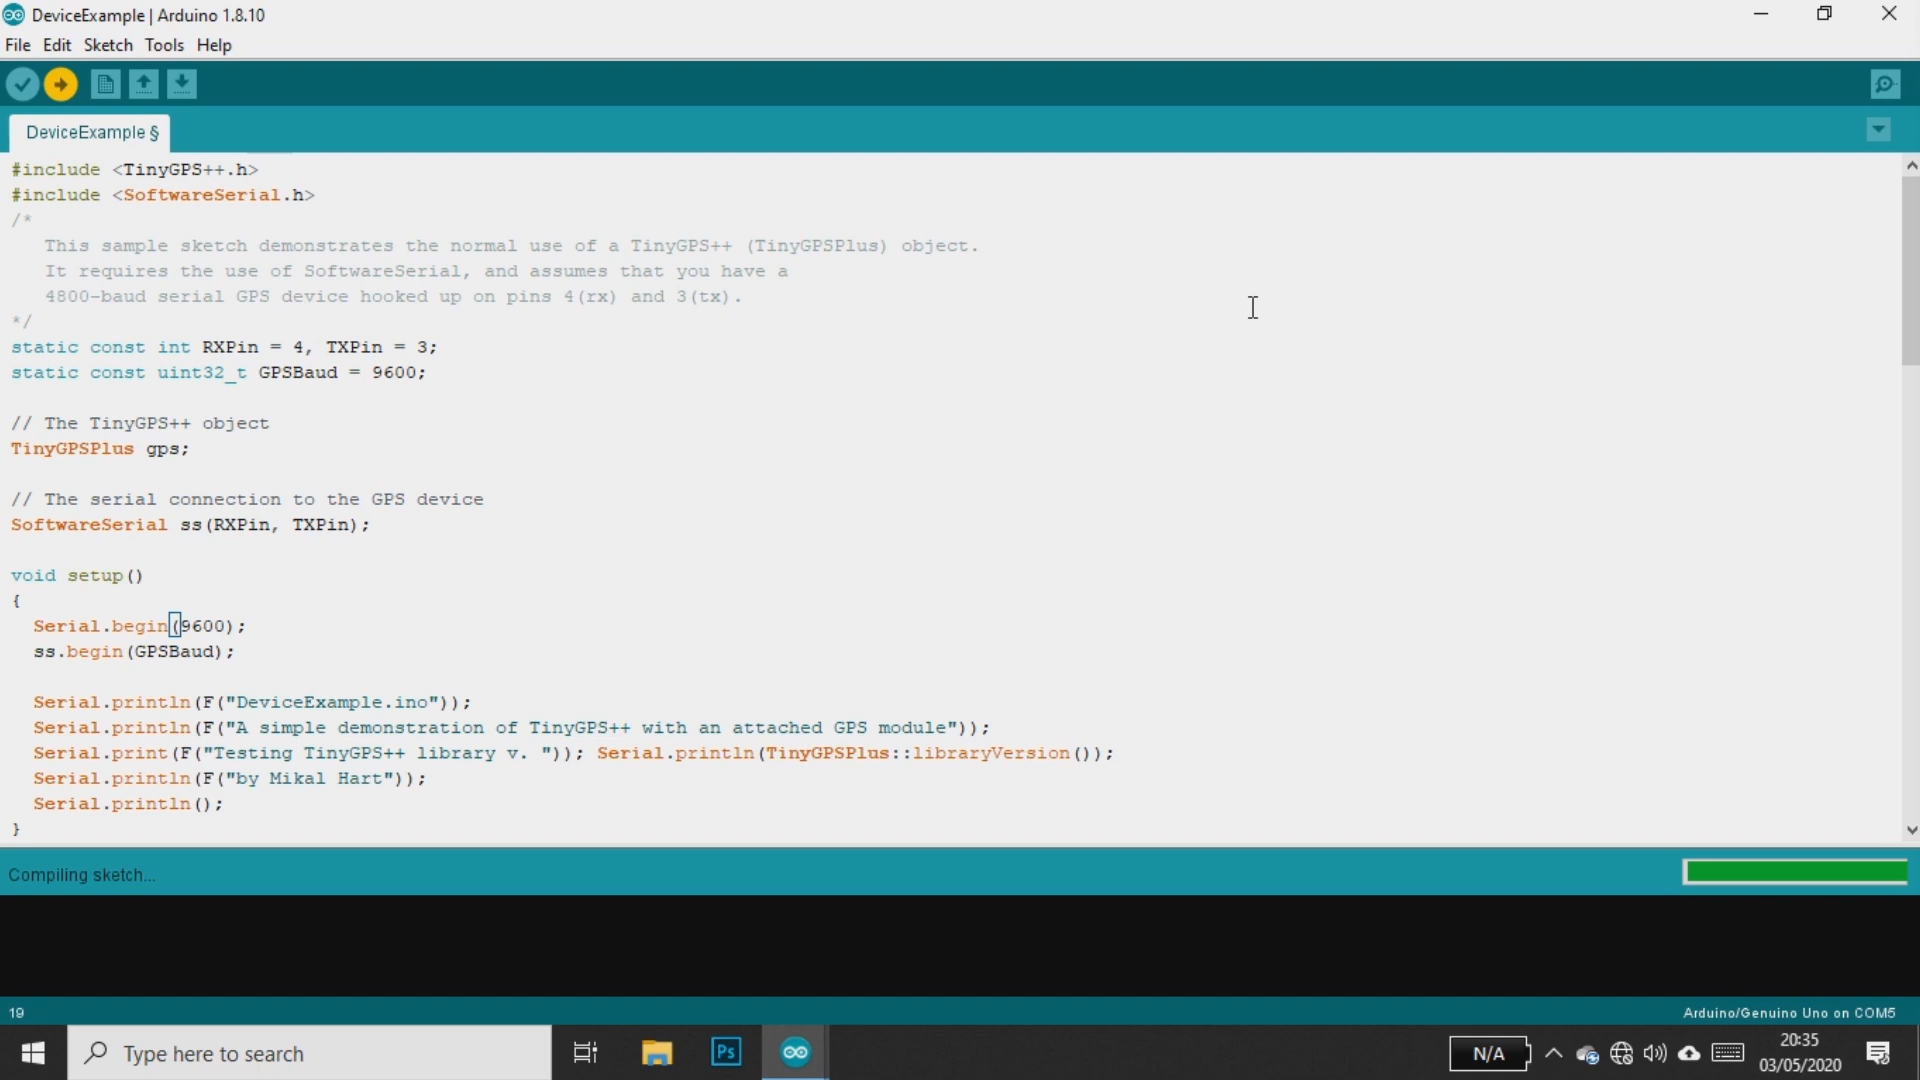 DeviceExample | Arduino 1.8.10
File Edit Sketch Tools Help
DeviceExample §
#include <TinyGPS++.h>
#include <SoftwareSerial.h>
/*
   This sample sketch demonstrates the normal use of a TinyGPS++ (TinyGPSPlus) object.
   It requires the use of SoftwareSerial, and assumes that you have a
   4800-baud serial GPS device hooked up on pins 4(rx) and 3(tx).
*/
static const int RXPin = 4, TXPin = 3;
static const uint32_t GPSBaud = 9600;
// The TinyGPS++ object
TinyGPSPlus gps;
// The serial connection to the GPS device
SoftwareSerial ss(RXPin, TXPin);
void setup()
{
  Serial.begin(9600);
  ss.begin(GPSBaud);
  Serial.println(F("DeviceExample.ino"));
  Serial.println(F("A simple demonstration of TinyGPS++ with an attached GPS module"));
  Serial.print(F("Testing TinyGPS++ library v. ")); Serial.println(TinyGPSPlus::libraryVersion());
  Serial.println(F("by Mikal Hart"));
  Serial.println();
}
Compiling sketch...
19
Arduino/Genuino Uno on COM5
Type here to search
Ps
N/A
20:35
03/05/2020